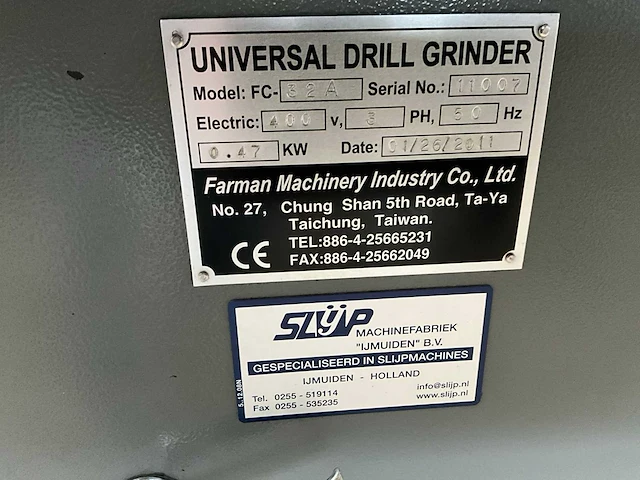 UNIVERSAL DRILL GRINDER
Model: FC-32A Serial No.: 11007
Electric: 400 v, 3 PH, 50 Hz
0.47 KW Date: 01/26/2011
Farman Machinery Industry Co., Ltd.
No. 27, Chung Shan 5th Road, Ta-Ya
Taichung, Taiwan.
CE TEL:886-4-25665231
FAX:886-4-25662049
SLIJP MACHINEFABRIEK
"IJMUIDEN" B.V.
GESPECIALISEERD IN SLIJPMACHINES
IJMUIDEN - HOLLAND
Tel. 0255 - 519114 info@slijp.nl
Fax 0255 - 535235 www.slijp.nl
5.12.08N